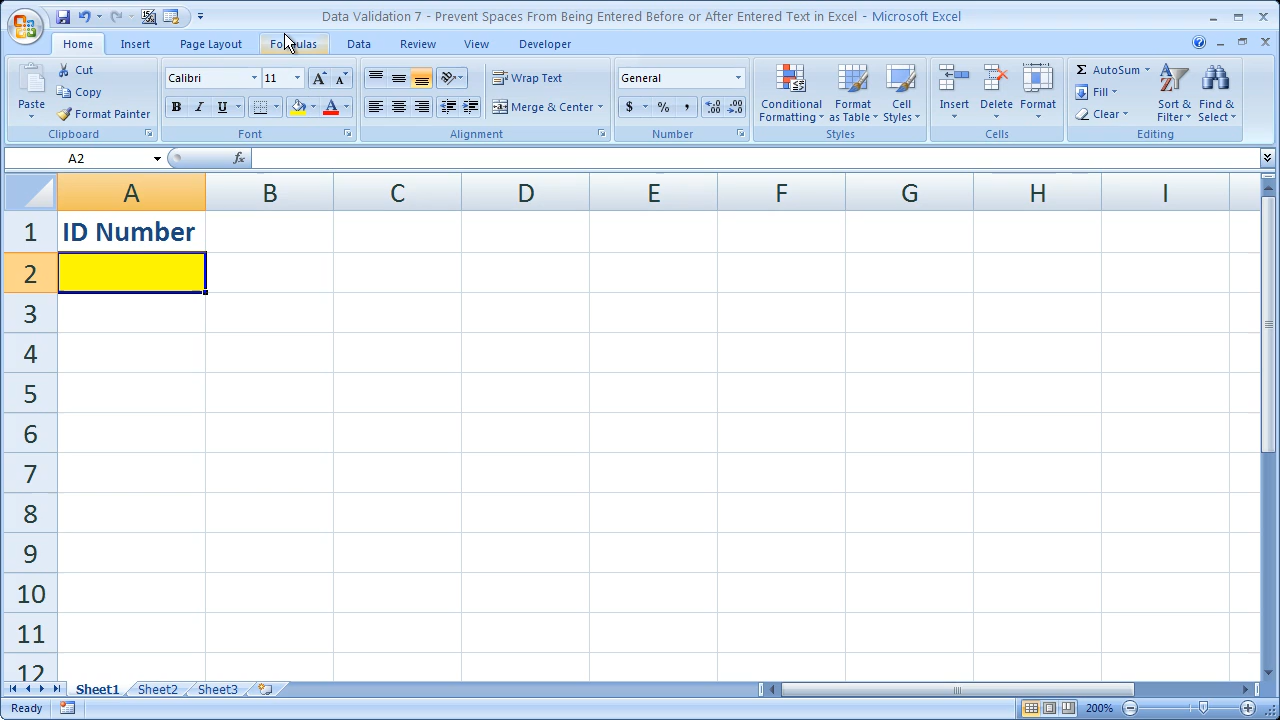 Data Validation 7 - Prevent Spaces From Being Entered Before or After Entered Text in Excel - Microsoft Excel
Home Insert Page Layout Formulas Data Review View Developer
Paste
Cut
Copy
Format Painter
Clipboard
Calibri 11
B I U
Font
Wrap Text
Merge & Center
Alignment
General
$ % ,
Number
Conditional Formatting
Format as Table
Cell Styles
Styles
Insert
Delete
Format
Cells
Σ AutoSum
Fill
Clear
Sort & Filter
Find & Select
Editing
A2 fx
A B C D E F G H I
1 ID Number
2
3
4
5
6
7
8
9
10
11
12
Sheet1 Sheet2 Sheet3
Ready 200%